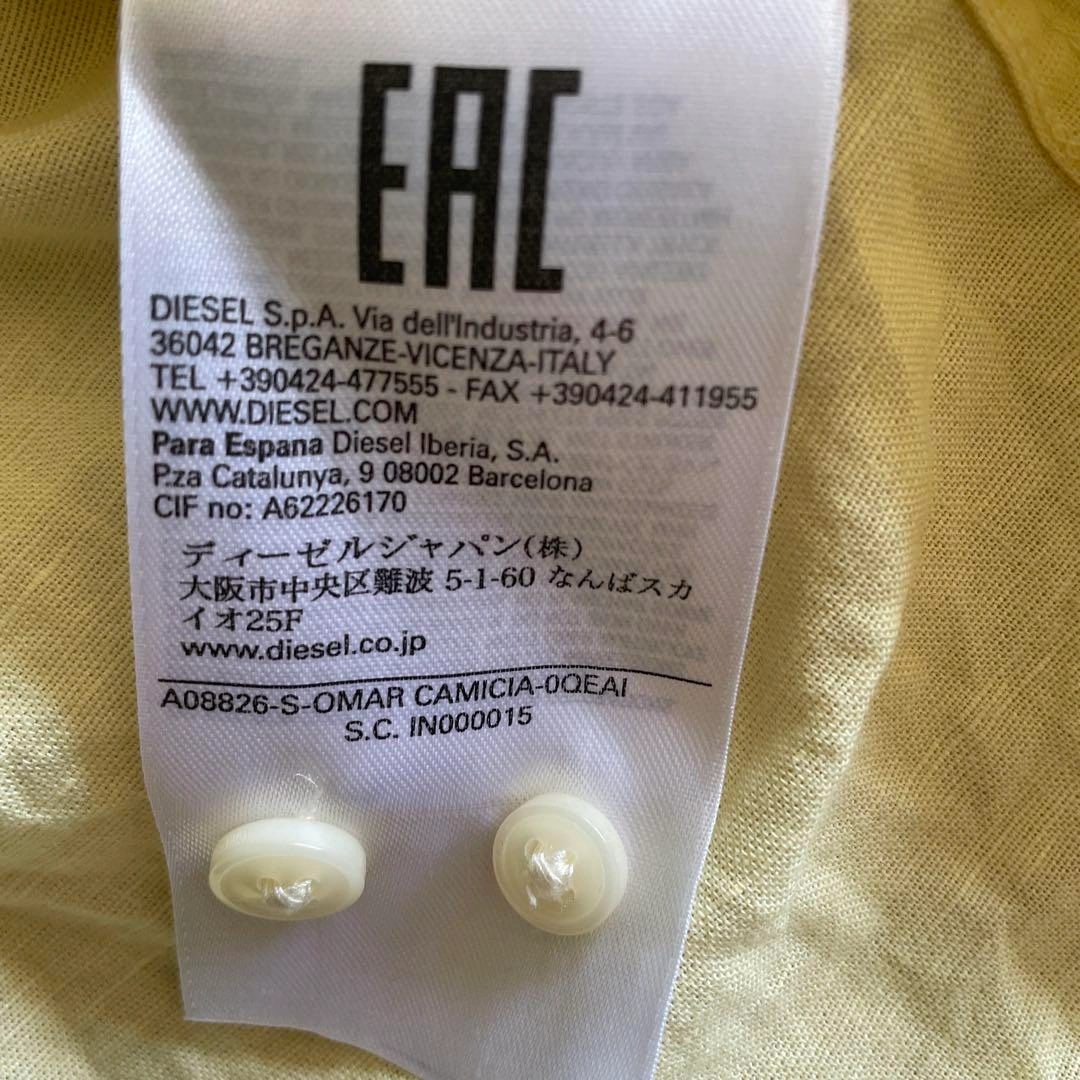 EAC
DIESEL S.p.A. Via dell'Industria, 4-6
36042 BREGANZE-VICENZA-ITALY
TEL +390424-477555 - FAX +390424-411955
WWW.DIESEL.COM
Para Espana Diesel Iberia, S.A.
P.za Catalunya, 9 08002 Barcelona
CIF no: A62226170
ディーゼルジャパン(株)
大阪市中央区難波 5-1-60 なんばスカ
イオ25F
www.diesel.co.jp
A08826-S-OMAR CAMICIA-0QEAI
S.C. IN000015